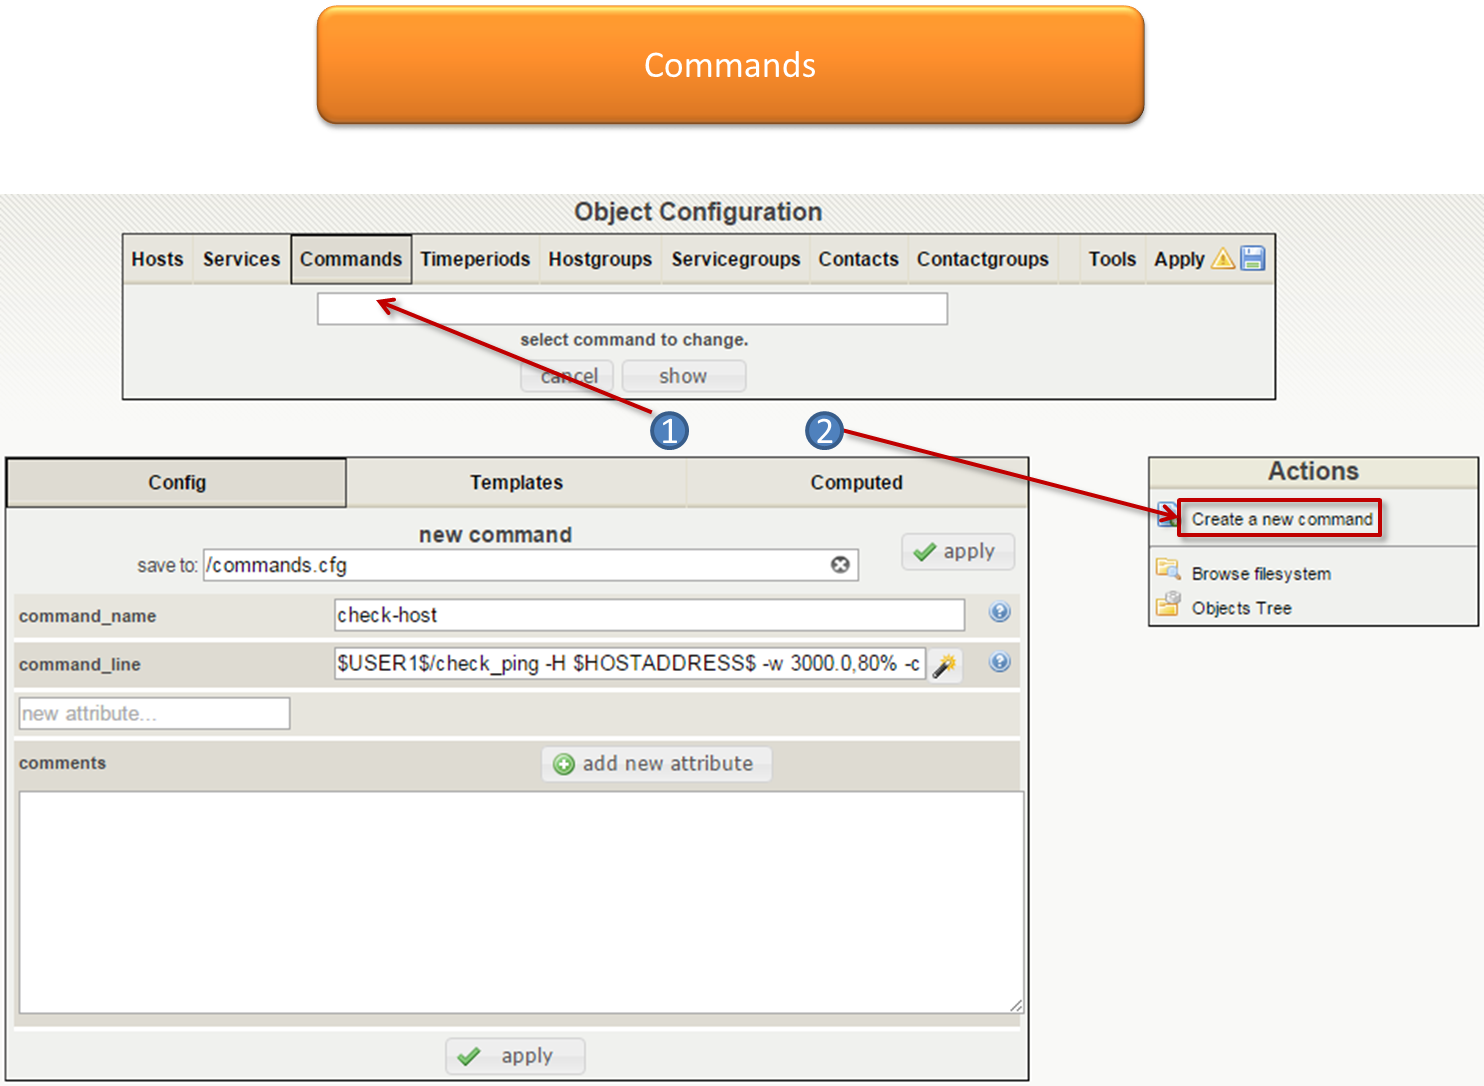 Commands
Object Configuration
Hosts Services Commands Timeperiods Hostgroups Servicegroups Contacts Contactgroups Tools Apply
select command to change.
cancel show
1 2
Config Templates Computed
Actions
new command
Create a new command
save to: /commands.cfg
apply
Browse filesystem
Objects Tree
command_name check-host
command_line $USER1$/check_ping -H $HOSTADDRESS$ -w 3000.0,80% -c
new attribute...
comments add new attribute
apply